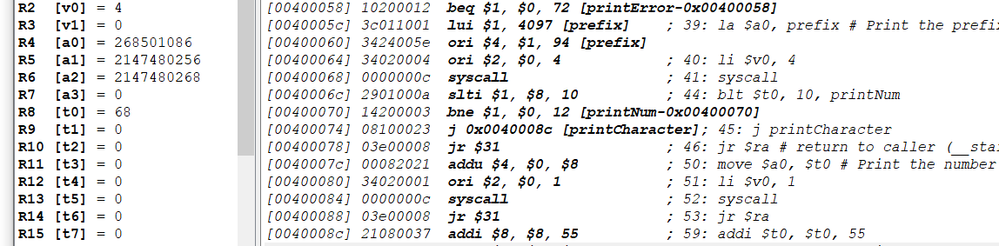 R2 [v0] = 4
R3 [v1] = 0
R4 [a0] = 268501086
R5 [a1] = 2147480256
R6 [a2] = 2147480268
R7 [a3] = 0
R8 [t0] = 68
R9 [t1] = 0
R10 [t2] = 0
R11 [t3] = 0
R12 [t4] = 0
R13 [t5] = 0
R14 [t6] = 0
R15 [t7] = 0
[00400058] 10200012 beq $1, $0, 72 [printError-0x00400058]
[0040005c] 3c011001 lui $1, 4097 [prefix] ; 39: la $a0, prefix # Print the prefi
[00400060] 3424005e ori $4, $1, 94 [prefix]
[00400064] 34020004 ori $2, $0, 4 ; 40: li $v0, 4
[00400068] 0000000c syscall ; 41: syscall
[0040006c] 2901000a slti $1, $8, 10 ; 44: blt $t0, 10, printNum
[00400070] 14200003 bne $1, $0, 12 [printNum-0x00400070]
[00400074] 08100023 j 0x0040008c [printCharacter]; 45: j printCharacter
[00400078] 03e00008 jr $31 ; 46: jr $ra # return to caller (__sta
[0040007c] 00082021 addu $4, $0, $8 ; 50: move $a0, $t0 # Print the number
[00400080] 34020001 ori $2, $0, 1 ; 51: li $v0, 1
[00400084] 0000000c syscall ; 52: syscall
[00400088] 03e00008 jr $31 ; 53: jr $ra
[0040008c] 21080037 addi $8, $8, 55 ; 59: addi $t0, $t0, 55